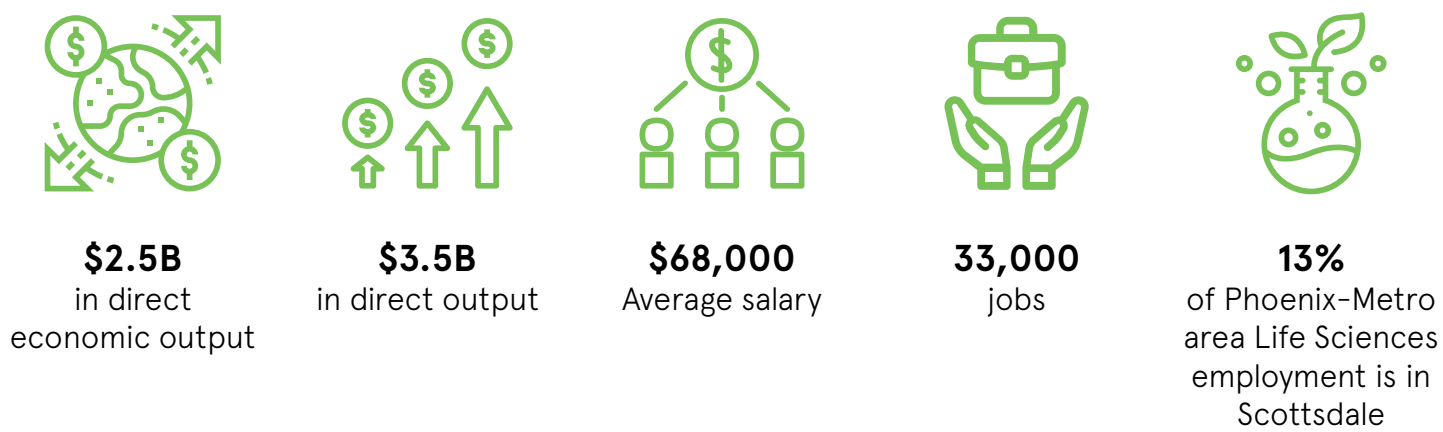 $2.5B
in direct
economic output
$3.5B
in direct output
$68,000
Average salary
33,000
jobs
13%
of Phoenix-Metro
area Life Sciences
employment is in
Scottsdale